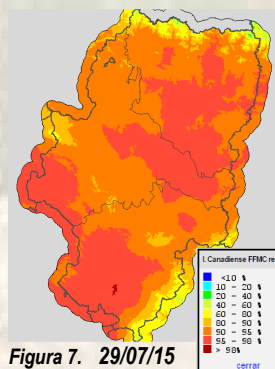 I. Canadiense FFMC re
<10 %
10 - 20 %
20 - 40 %
40 - 60 %
60 - 80 %
80 - 90 %
90 - 95 %
95 - 98 %
> 98%
cerrar
Figura 7. 29/07/15